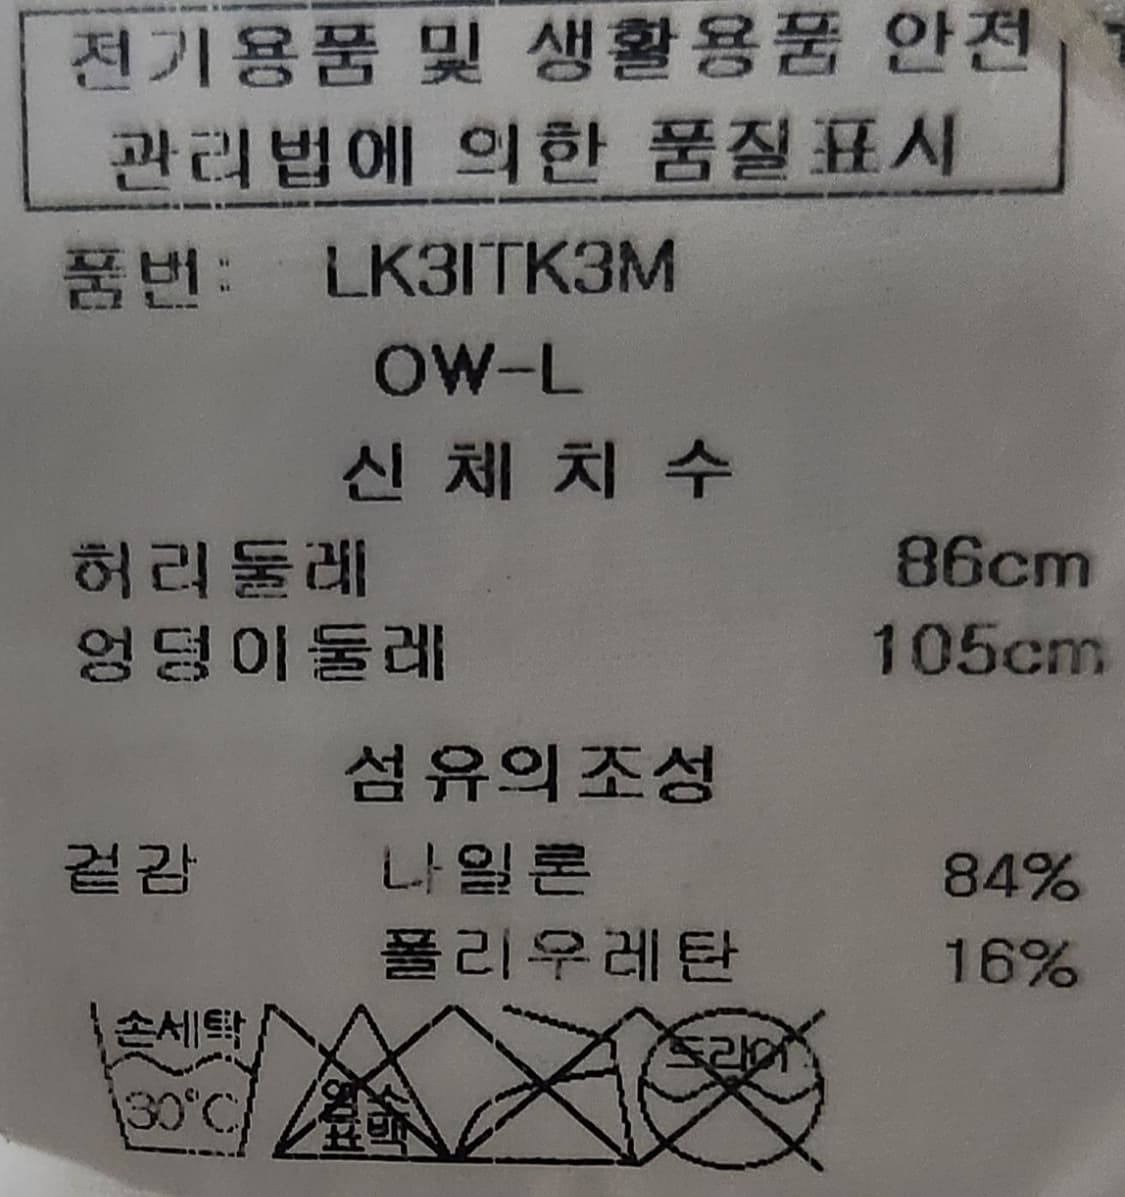 전기용품 및 생활용품 안전
관리법에 의한 품질표시
품번: LK3ITK3M
OW-L
신체치수
허리둘레 86cm
엉덩이둘레 105cm
섬유의조성
겉감 나일론 84%
폴리우레탄 16%
손세탁
30°C
염소
표백
드라이